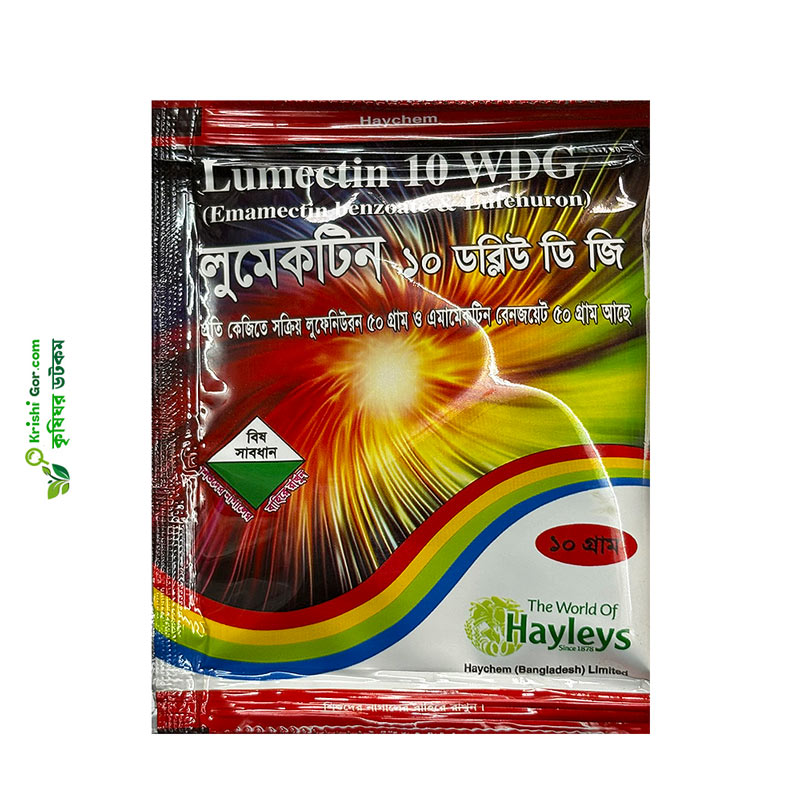 Haychem
Lumectin 10 WDG
(Emamectin benzoate & Lufenuron)
লুমেকটিন ১০ ডব্লিউ ডি জি
প্রতি কেজিতে সক্রিয় লুফেনিউরন ৫০ গ্রাম ও এমামেকটিন বেনজয়েট ৫০ গ্রাম আছে
Krishi Gor.com
কৃষিঘর ডটকম
বিষ
সাবধান
শিশুদের নাগালের
বাহিরে রাখুন
১০ গ্রাম
The World Of
Hayleys
Since 1878
Haychem (Bangladesh) Limited
শিশুদের নাগালের বাহিরে রাখুন।